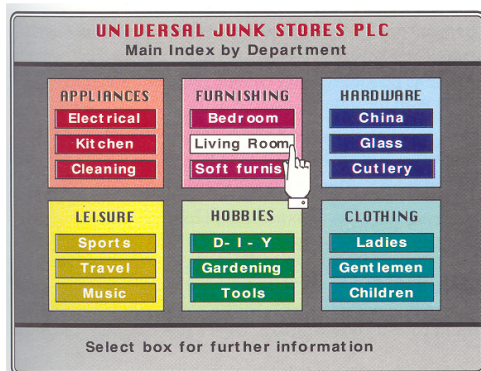 UNIVERSAL JUNK STORES PLC
Main Index by Department
APPLIANCES
Electrical
Kitchen
Cleaning
FURNISHING
Bedroom
Living Room
Soft furnis
HARDWARE
China
Glass
Cutlery
LEISURE
Sports
Travel
Music
HOBBIES
D-I-Y
Gardening
Tools
CLOTHING
Ladies
Gentlemen
Children
Select box for further information